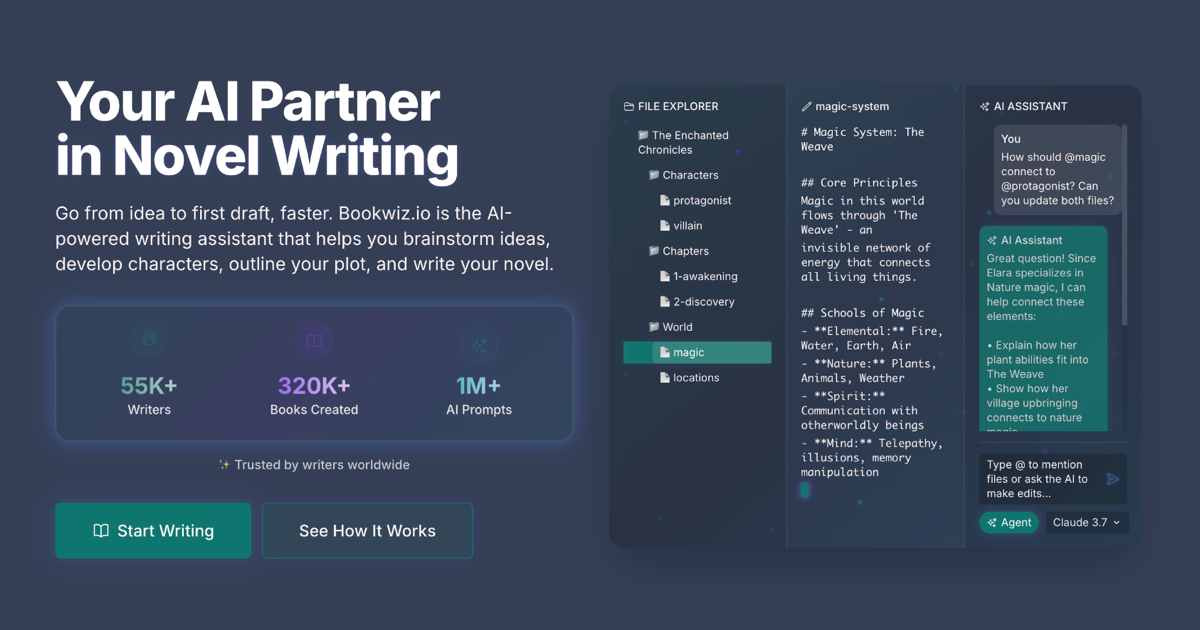 Your AI Partner
in Novel Writing
Go from idea to first draft, faster. Bookwiz.io is the AI-
powered writing assistant that helps you brainstorm ideas,
develop characters, outline your plot, and write your novel.
55K+
Writers
320K+
Books Created
1M+
AI Prompts
✨ Trusted by writers worldwide
Start Writing
See How It Works
FILE EXPLORER
The Enchanted
Chronicles
Characters
protagonist
villain
Chapters
1-awakening
2-discovery
World
magic
locations
magic-system
# Magic System: The
Weave
## Core Principles
Magic in this world
flows through 'The
Weave' - an
invisible network of
energy that connects
all living things.
## Schools of Magic
- **Elemental:** Fire,
Water, Earth, Air
- **Nature:** Plants,
Animals, Weather
- **Spirit:**
Communication with
otherworldly beings
- **Mind:** Telepathy,
illusions, memory
manipulation
AI ASSISTANT
You
How should @magic
connect to
@protagonist? Can
you update both files?
AI Assistant
Great question! Since
Elara specializes in
Nature magic, I can
help connect these
elements:
• Explain how her
plant abilities fit into
The Weave
• Show how her
village upbringing
connects to nature
magic
Type @ to mention
files or ask the AI to
make edits...
Agent
Claude 3.7